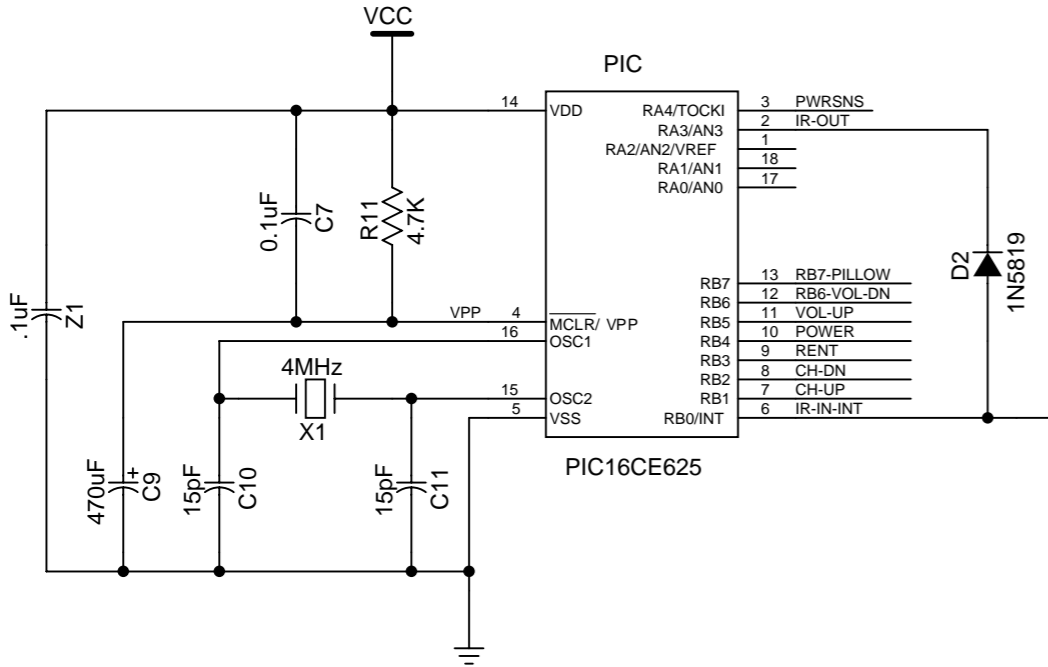 VCC
PIC
14
VDD
RA4/TOCKI
3
PWRSNS
RA3/AN3
2
IR-OUT
RA2/AN2/VREF
1
RA1/AN1
18
RA0/AN0
17
0.1uF
C7
R11
4.7K
.1uF
Z1
D2
1N5819
RB7
13
RB7-PILLOW
RB6
12
RB6-VOL-DN
RB5
11
VOL-UP
RB4
10
POWER
RB3
9
RENT
RB2
8
CH-DN
RB1
7
CH-UP
RB0/INT
6
IR-IN-INT
VPP
4
MCLR/ VPP
16
OSC1
4MHz
X1
15
OSC2
5
VSS
PIC16CE625
470uF
+
C9
15pF
C10
15pF
C11